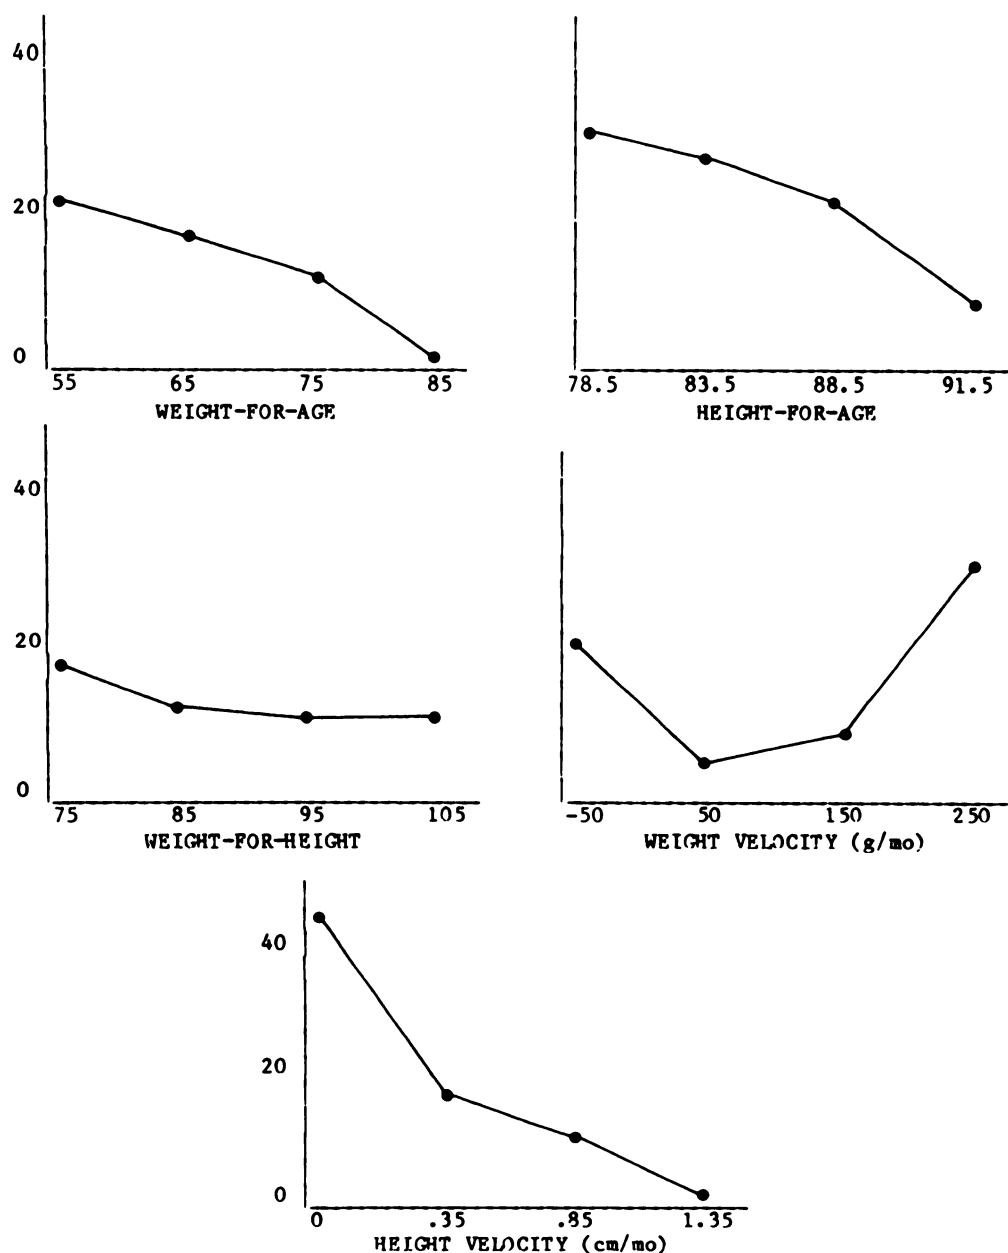 40
20
0
55 65 75 85
WEIGHT-FOR-AGE
78.5 83.5 88.5 91.5
HEIGHT-FOR-AGE
40
20
0
75 85 95 105
WEIGHT-FOR-HEIGHT
-50 50 150 250
WEIGHT VELOCITY (g/mo)
40
20
0
0 .35 .85 1.35
HEIGHT VELOCITY (cm/mo)